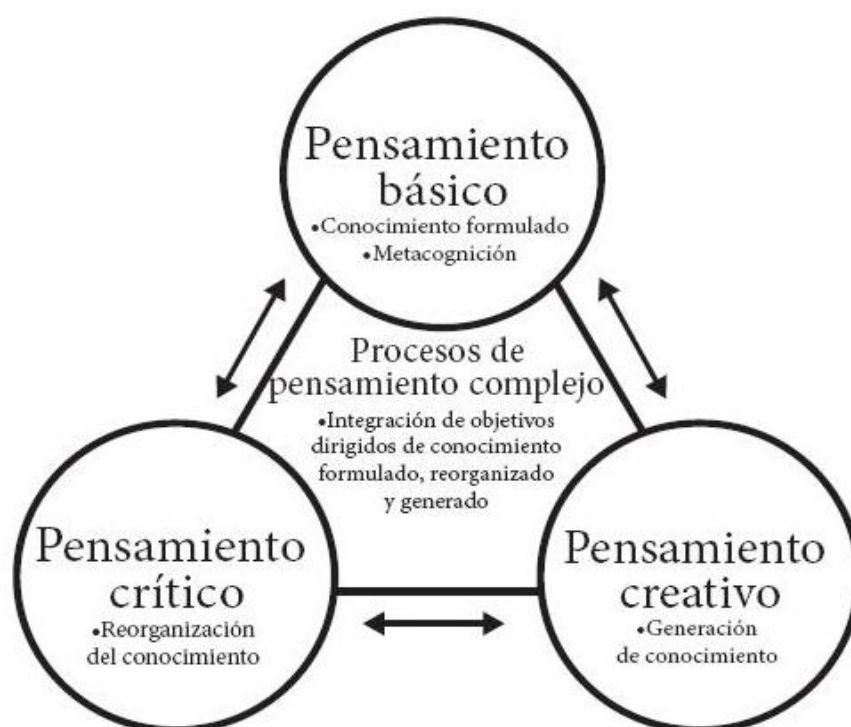 Pensamiento
básico
•Conocimiento formulado
•Metacognición
Procesos de
pensamiento complejo
•Integración de objetivos
dirigidos de conocimiento
formulado, reorganizado
y generado
Pensamiento
crítico
•Reorganización
del conocimiento
Pensamiento
creativo
•Generación
de conocimiento